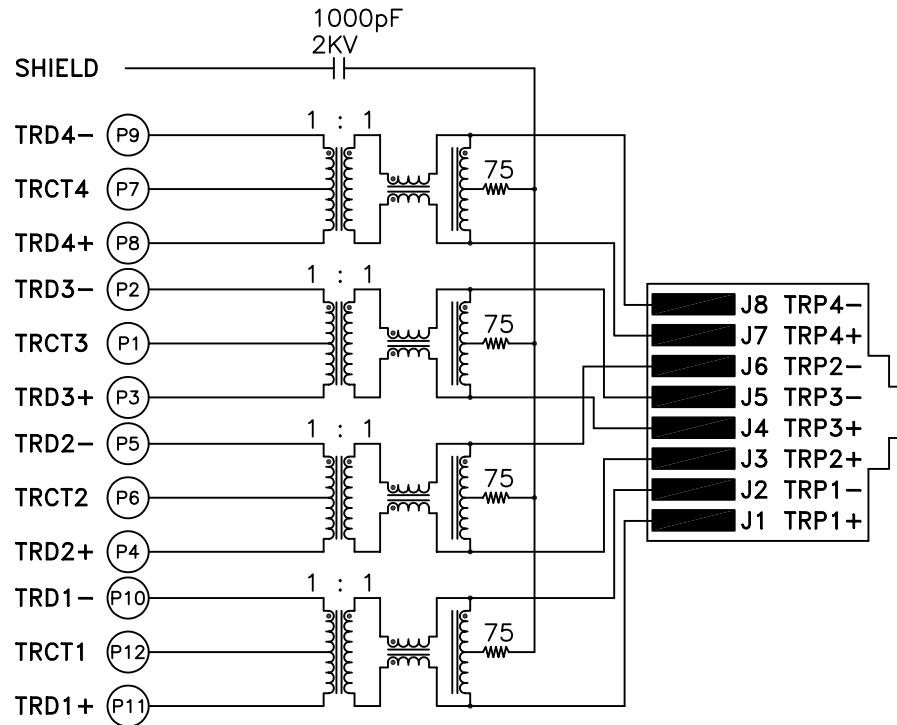 1000pF
2KV
SHIELD
1 : 1
TRD4- P9
75
TRCT4 P7
TRD4+ P8
1 : 1
TRD3- P2
75
TRCT3 P1
TRD3+ P3
1 : 1
TRD2- P5
75
TRCT2 P6
TRD2+ P4
1 : 1
TRD1- P10
75
TRCT1 P12
TRD1+ P11
J8 TRP4-
J7 TRP4+
J6 TRP2-
J5 TRP3-
J4 TRP3+
J3 TRP2+
J2 TRP1-
J1 TRP1+